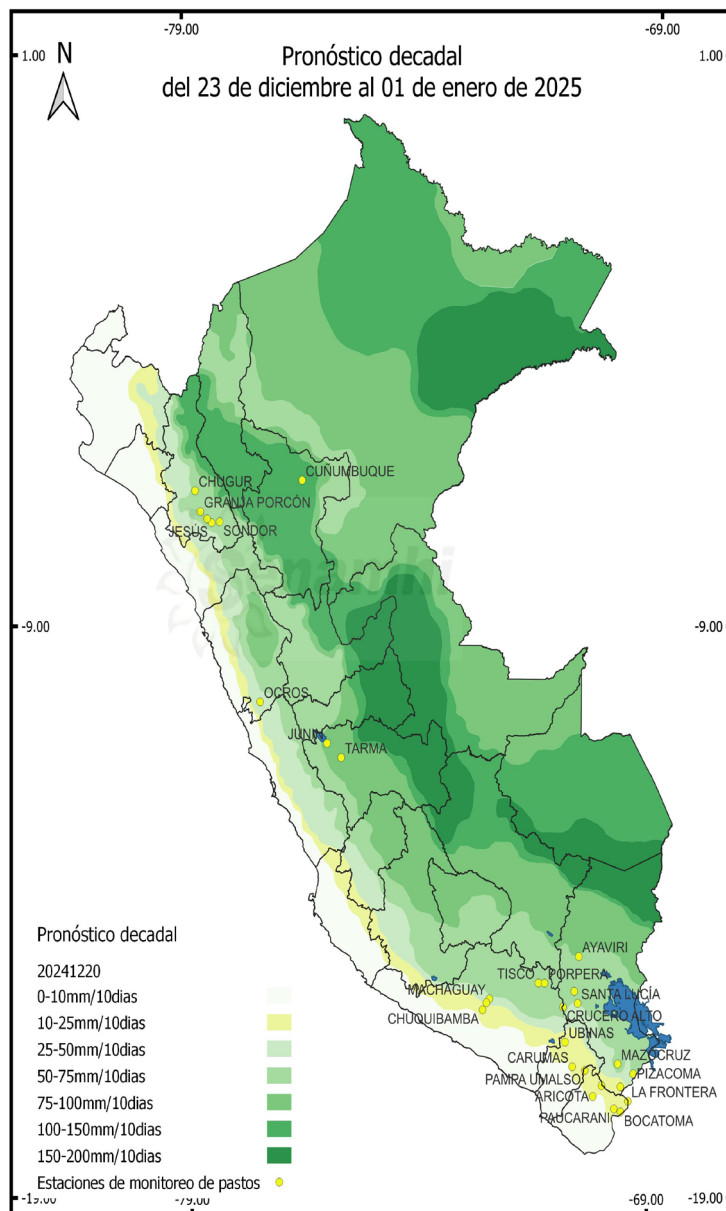 -79.00
-69.00
1.00
1.00
N
Pronóstico decadal
del 23 de diciembre al 01 de enero de 2025
CUÑUMBUQUE
CHUGUR
GRANJA PORCÓN
JESÚS
SONDOR
Senamhi
-9.00
-9.00
OCROS
JUNIN
TARMA
AYAVIRI
TISCO
PORPERA
MACHAGUAY
SANTA LUCÍA
CHUQUIBAMBA
CRUCERO ALTO
UBINAS
CARUMAS
MAZOCRUZ
PAMPA UMALSO
PIZACOMA
ARICOTA
LA FRONTERA
PAUCARANI
BOCATOMA
Pronóstico decadal
20241220
0-10mm/10dias
10-25mm/10dias
25-50mm/10dias
50-75mm/10dias
75-100mm/10dias
100-150mm/10dias
150-200mm/10dias
Estaciones de monitoreo de pastos
-19.00
-79.00
-69.00
-19.00